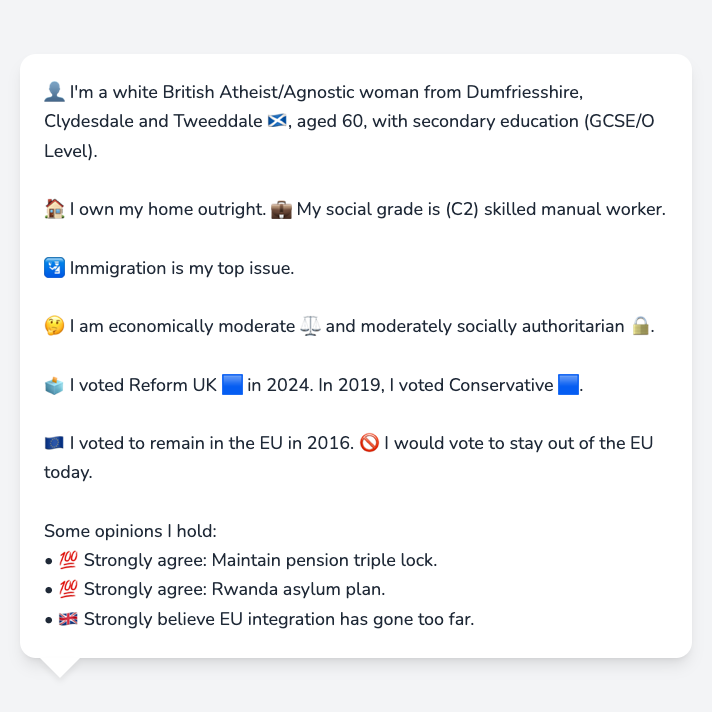 👤 I'm a white British Atheist/Agnostic woman from Dumfriesshire,
Clydesdale and Tweeddale 🏴󠁧󠁢󠁳󠁣󠁴󠁿, aged 60, with secondary education (GCSE/O
Level).
🏠 I own my home outright. 💼 My social grade is (C2) skilled manual worker.
🛂 Immigration is my top issue.
🤔 I am economically moderate ⚖️ and moderately socially authoritarian 🔒.
🗳️ I voted Reform UK 🟦 in 2024. In 2019, I voted Conservative 🟦.
🇪🇺 I voted to remain in the EU in 2016. 🚫 I would vote to stay out of the EU
today.
Some opinions I hold:
• 💯 Strongly agree: Maintain pension triple lock.
• 💯 Strongly agree: Rwanda asylum plan.
• 🇬🇧 Strongly believe EU integration has gone too far.